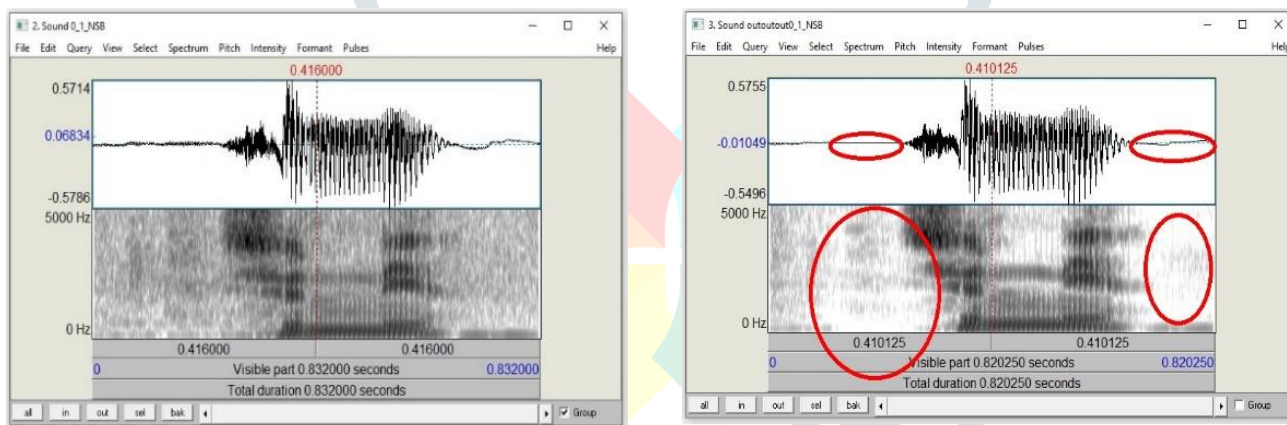 2. Sound 0_1_NSB
File Edit Query View Select Spectrum Pitch Intensity Formant Pulses Help
0.416000
0.5714
0.06834
-0.5786
5000 Hz
0 Hz
0.416000 0.416000
0 Visible part 0.832000 seconds 0.832000
Total duration 0.832000 seconds
all in out sel bak Group
3. Sound outoutout0_1_NSB
File Edit Query View Select Spectrum Pitch Intensity Formant Pulses Help
0.410125
0.5755
-0.01049
-0.5496
5000 Hz
0 Hz
0.410125 0.410125
0 Visible part 0.820250 seconds 0.820250
Total duration 0.820250 seconds
all in out sel bak Group